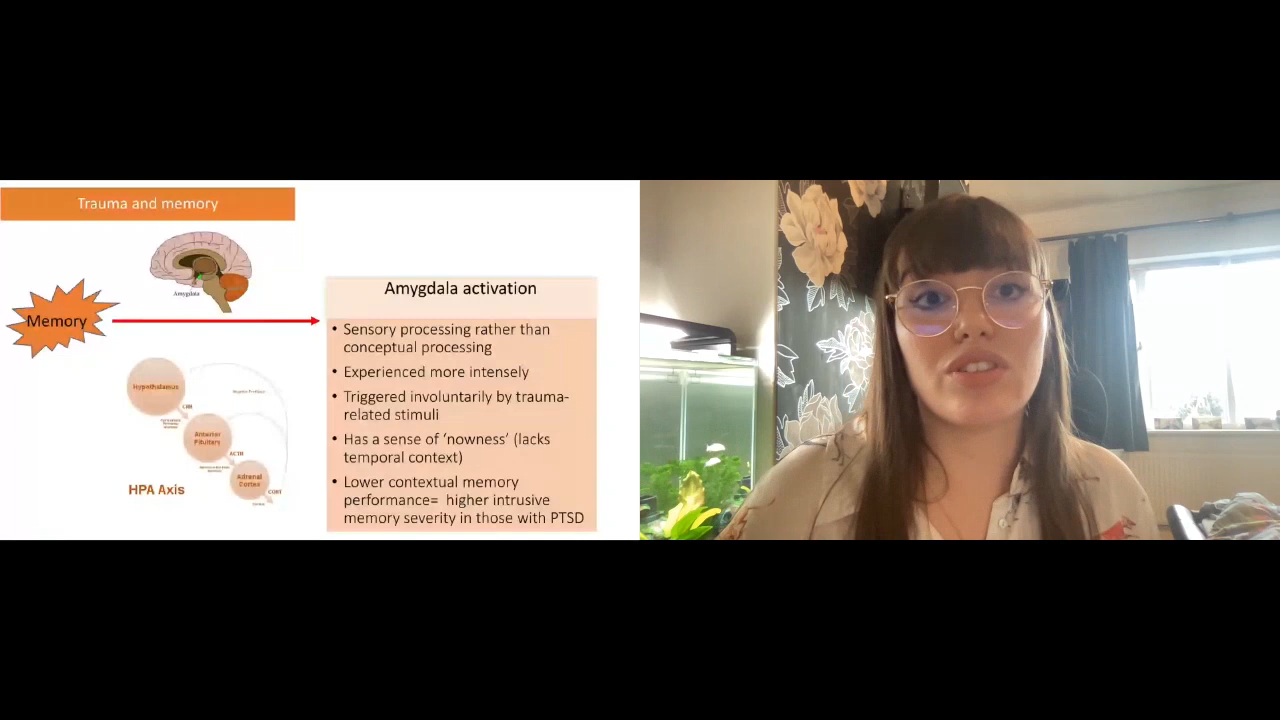 Trauma and memory
Amygdala
Memory
Amygdala activation
• Sensory processing rather than
conceptual processing
• Experienced more intensely
• Triggered involuntarily by trauma-
related stimuli
• Has a sense of ‘nowness’ (lacks
temporal context)
• Lower contextual memory
performance= higher intrusive
memory severity in those with PTSD
Hypothalamus
CRH
Anterior
Pituitary
ACTH
Adrenal
Cortex
CORT
HPA Axis